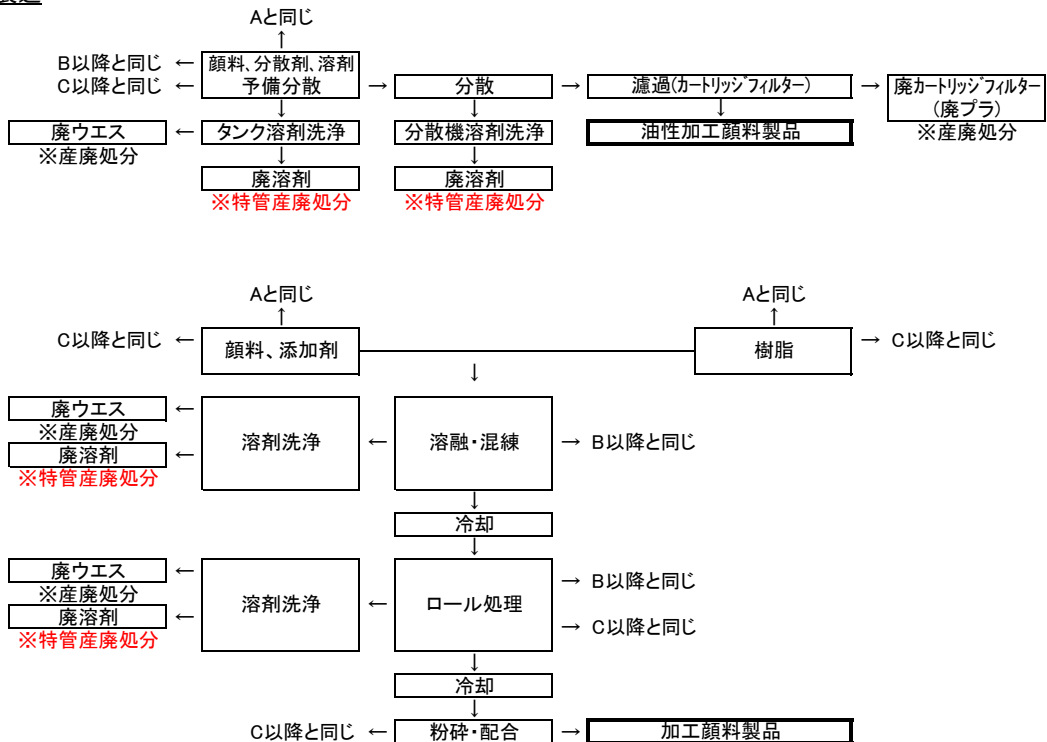 Aと同じ
↑
B以降と同じ ← 顔料、分散剤、溶剤
C以降と同じ ← 予備分散 → 分散 → 濾過(カートリッジフィルター) → 廃カートリッジフィルター
(廃プラ)
↓ ↓ ↓
廃ウエス ← タンク溶剤洗浄 分散機溶剤洗浄 油性加工顔料製品 ※産廃処分
※産廃処分 ↓ ↓
廃溶剤 廃溶剤
※特管産廃処分 ※特管産廃処分
Aと同じ Aと同じ
↑ ↑
C以降と同じ ← 顔料、添加剤 樹脂 → C以降と同じ
↓
廃ウエス ←
※産廃処分 溶剤洗浄 ← 溶融・混練 → B以降と同じ
廃溶剤 ←
※特管産廃処分
↓
冷却
↓
廃ウエス ← → B以降と同じ
※産廃処分 溶剤洗浄 ← ロール処理
廃溶剤 ← → C以降と同じ
※特管産廃処分
↓
冷却
↓
C以降と同じ ← 粉砕・配合 → 加工顔料製品